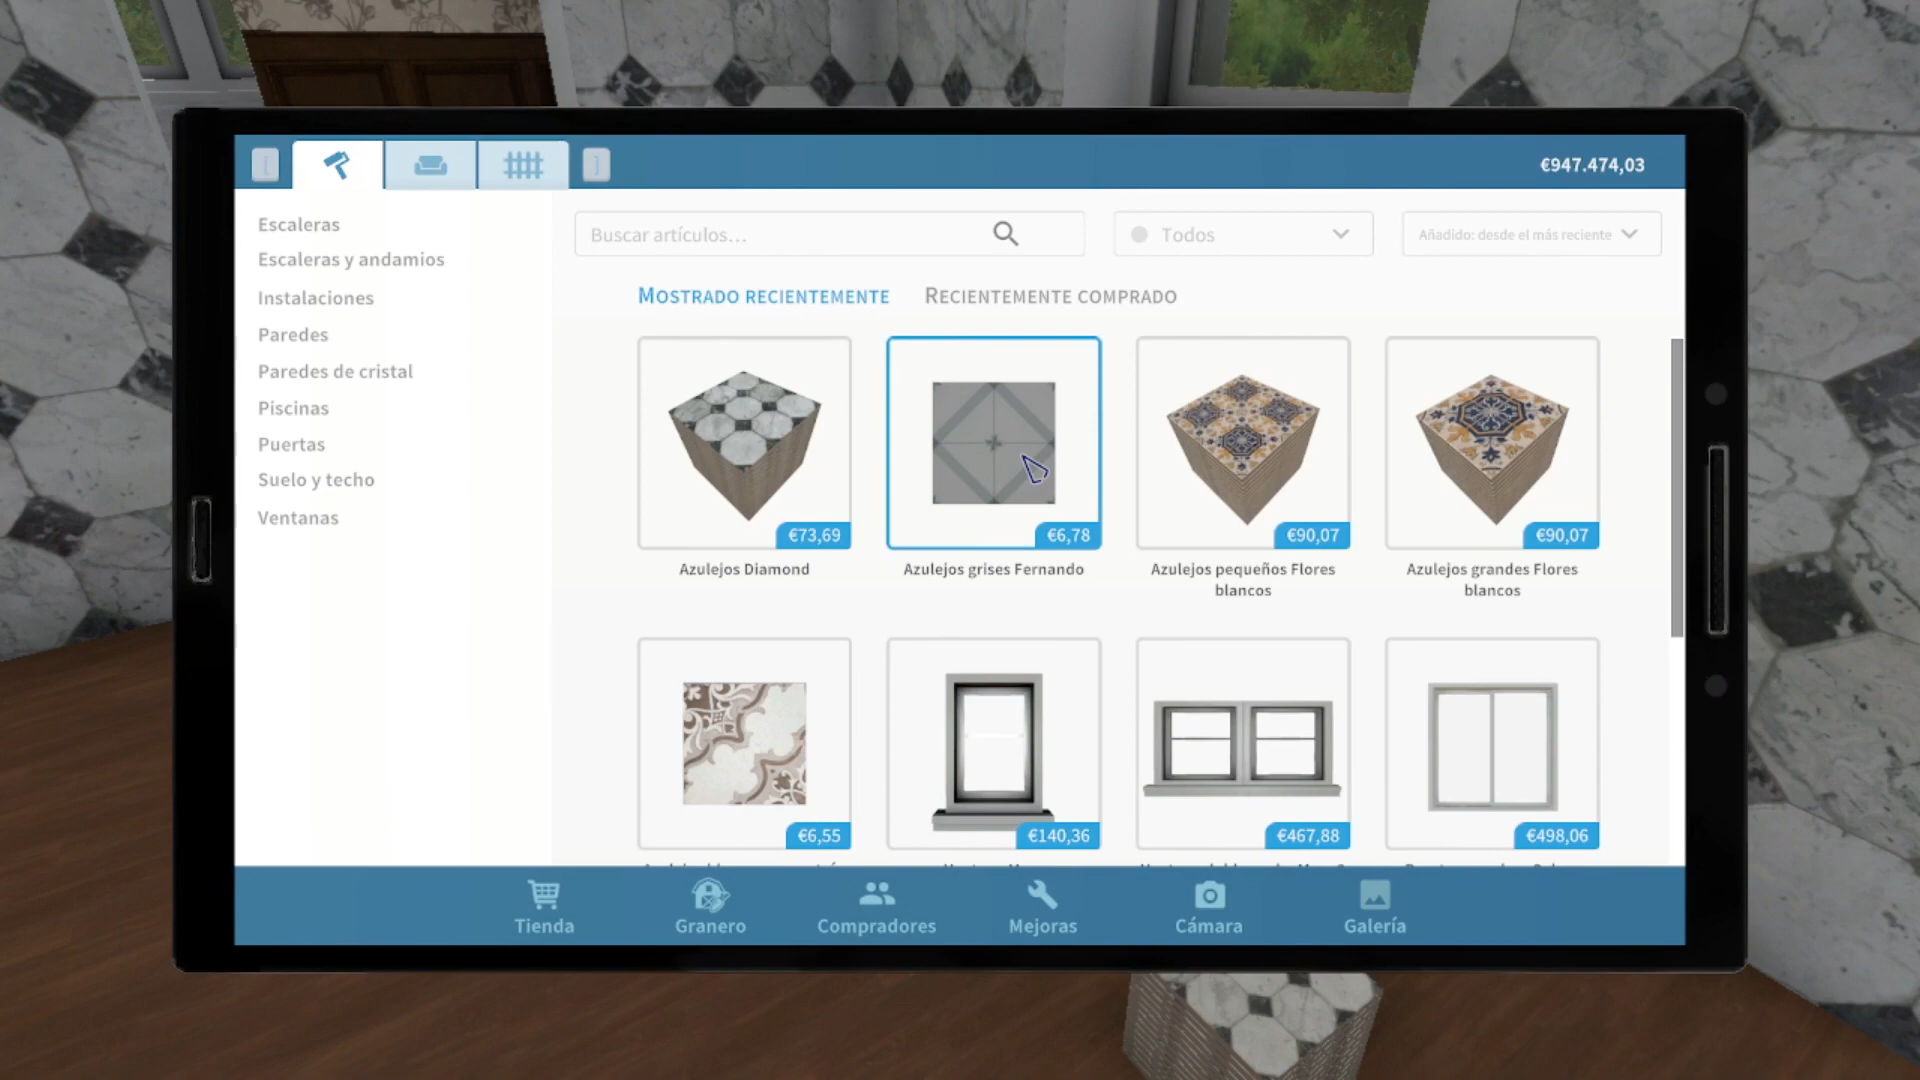 [
]
€947.474,03
Escaleras
Escaleras y andamios
Instalaciones
Paredes
Paredes de cristal
Piscinas
Puertas
Suelo y techo
Ventanas
Buscar artículos...
Todos
Añadido: desde el más reciente
MOSTRADO RECIENTEMENTE
RECIENTEMENTE COMPRADO
€73,69
€6,78
€90,07
€90,07
Azulejos Diamond
Azulejos grises Fernando
Azulejos pequeños Flores
blancos
Azulejos grandes Flores
blancos
€6,55
€140,36
€467,88
€498,06
Tienda
Granero
Compradores
Mejoras
Cámara
Galería